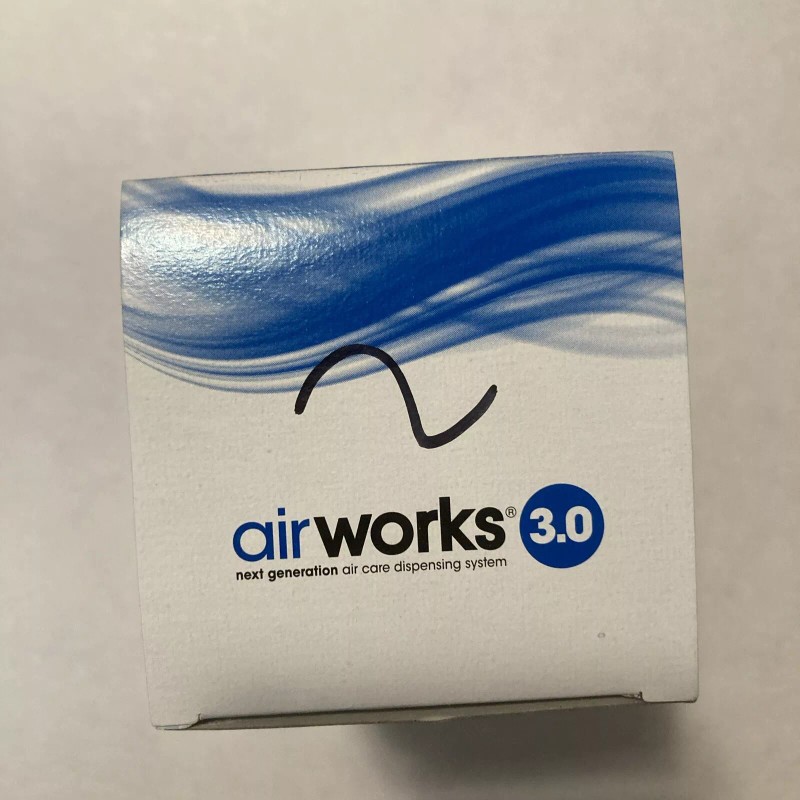 airworks® 3.0
next generation air care dispensing system